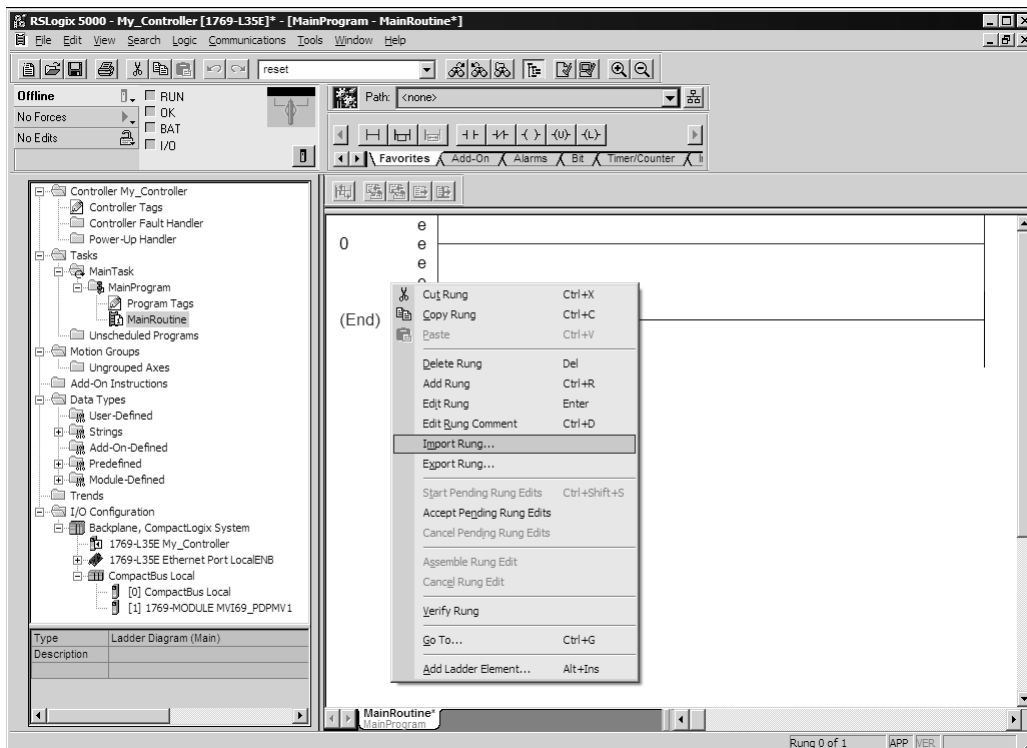 RSLogix 5000 - My_Controller [1769-L35E]* - [MainProgram - MainRoutine*]
File Edit View Search Logic Communications Tools Window Help
reset
Offline
RUN
No Forces
OK
No Edits
BAT
I/O
Path: <none>
Favorites Add-On Alarms Bit Timer/Counter
Controller My_Controller
Controller Tags
Controller Fault Handler
Power-Up Handler
Tasks
MainTask
MainProgram
Program Tags
MainRoutine
Unscheduled Programs
Motion Groups
Ungrouped Axes
Add-On Instructions
Data Types
User-Defined
Strings
Add-On-Defined
Predefined
Module-Defined
Trends
I/O Configuration
Backplane, CompactLogix System
1769-L35E My_Controller
1769-L35E Ethernet Port LocalENB
CompactBus Local
[0] CompactBus Local
[1] 1769-MODULE MVI69_PDPMV1
Type Ladder Diagram (Main)
Description
e
0 e
e
e
(End)
Cut Rung Ctrl+X
Copy Rung Ctrl+C
Paste Ctrl+V
Delete Rung Del
Add Rung Ctrl+R
Edit Rung Enter
Edit Rung Comment Ctrl+D
Import Rung...
Export Rung...
Start Pending Rung Edits Ctrl+Shift+S
Accept Pending Rung Edits
Cancel Pending Rung Edits
Assemble Rung Edit
Cancel Rung Edit
Verify Rung
Go To... Ctrl+G
Add Ladder Element... Alt+Ins
MainRoutine*
MainProgram
Rung 0 of 1 APP VER